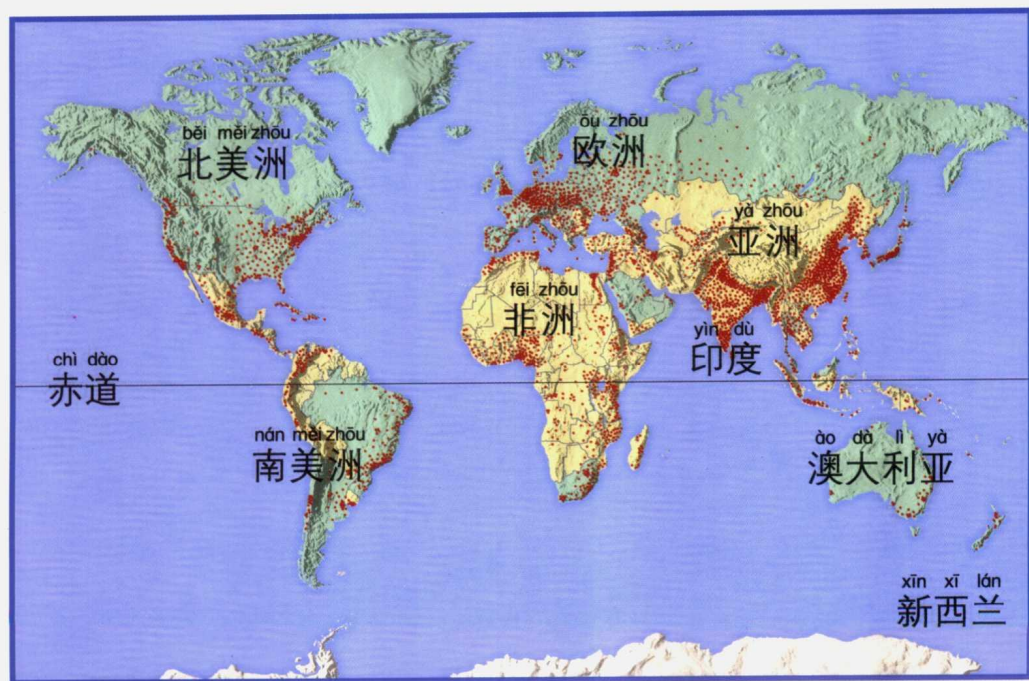 běi měi zhōu
北美洲
ōu zhōu
欧洲
yà zhōu
亚洲
fēi zhōu
非洲
yìn dù
印度
chì dào
赤道
nán měi zhōu
南美洲
ào dà lì yà
澳大利亚
xīn xī lán
新西兰